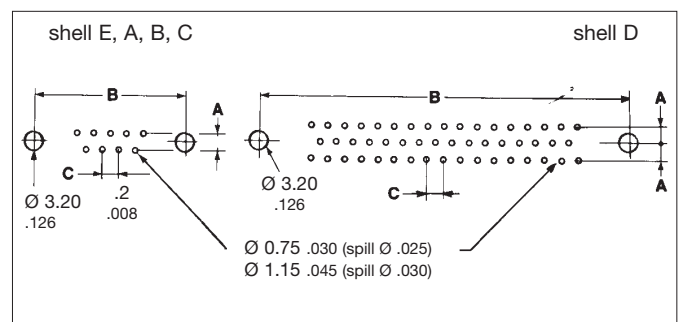 shell E, A, B, C
shell D
B
B
A
A
C
.2
.008
Ø 3.20
.126
Ø 3.20
.126
C
A
Ø 0.75 .030 (spill Ø .025)
Ø 1.15 .045 (spill Ø .030)